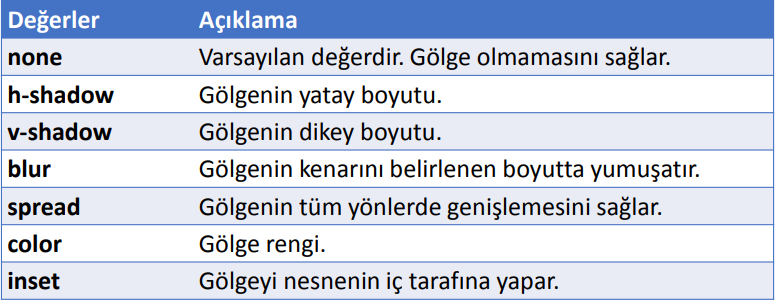 Değerler Açıklama
none Varsayılan değerdir. Gölge olmamasını sağlar.
h-shadow Gölgenin yatay boyutu.
v-shadow Gölgenin dikey boyutu.
blur Gölgenin kenarını belirlenen boyutta yumuşatır.
spread Gölgenin tüm yönlerde genişlemesini sağlar.
color Gölge rengi.
inset Gölgeyi nesnenin iç tarafına yapar.